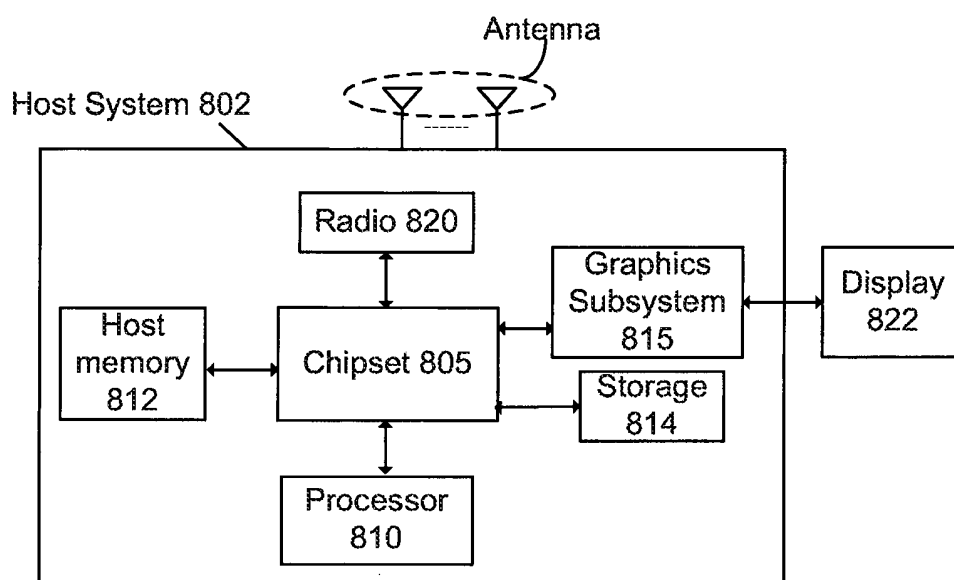 Antenna
Host System 802
Radio 820
Graphics
Subsystem
815
Display
822
Host
memory
812
Chipset 805
Storage
814
Processor
810